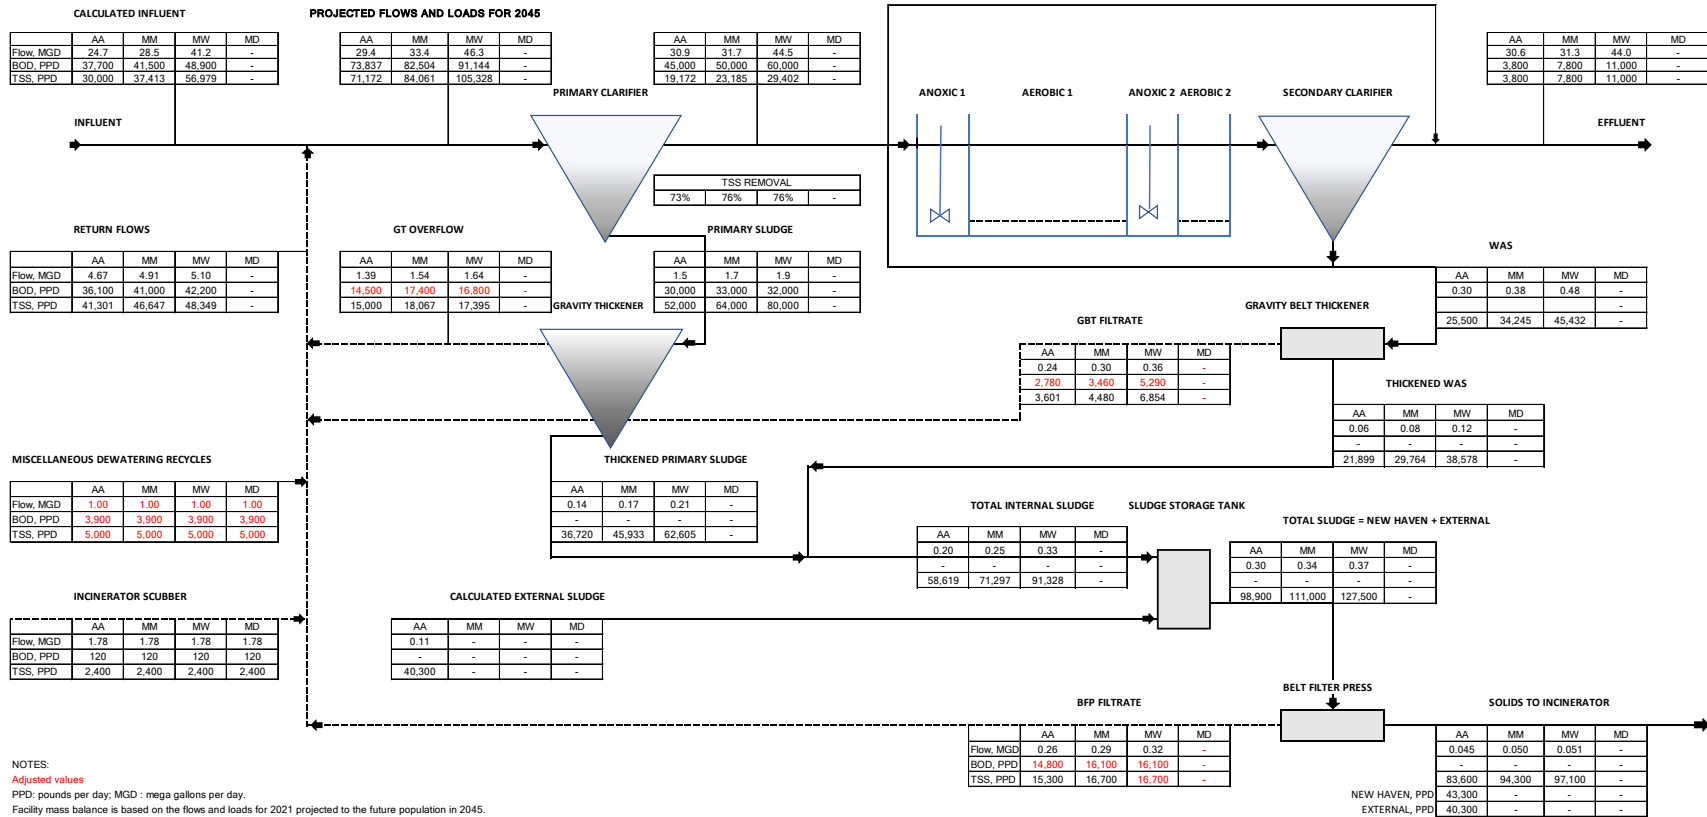 CALCULATED INFLUENT
PROJECTED FLOWS AND LOADS FOR 2045
AA MM MW MD
Flow, MGD 24.7 28.5 41.2 -
BOD, PPD 37,700 41,500 48,900 -
TSS, PPD 30,000 37,413 56,979 -
AA MM MW MD
29.4 33.4 46.3 -
73,837 82,504 91,144 -
71,172 84,061 105,328 -
AA MM MW MD
30.9 31.7 44.5 -
45,000 50,000 60,000 -
19,172 23,185 29,402 -
AA MM MW MD
30.6 31.3 44.0 -
3,800 7,800 11,000 -
3,800 7,800 11,000 -
PRIMARY CLARIFIER
ANOXIC 1
AEROBIC 1
ANOXIC 2
AEROBIC 2
SECONDARY CLARIFIER
INFLUENT
EFFLUENT
TSS REMOVAL
73% 76% 76% -
RETURN FLOWS
AA MM MW MD
Flow, MGD 4.67 4.91 5.10 -
BOD, PPD 36,100 41,000 42,200 -
TSS, PPD 41,301 46,647 48,349 -
GT OVERFLOW
AA MM MW MD
1.39 1.54 1.64 -
14,500 17,400 16,800 -
15,000 18,067 17,395 -
PRIMARY SLUDGE
AA MM MW MD
1.5 1.7 1.9 -
30,000 33,000 32,000 -
52,000 64,000 80,000 -
WAS
AA MM MW MD
0.30 0.38 0.48 -
-
25,500 34,245 45,432 -
GRAVITY THICKENER
GRAVITY BELT THICKENER
GBT FILTRATE
AA MM MW MD
0.24 0.30 0.36 -
2,780 3,460 5,290 -
3,601 4,480 6,854 -
THICKENED WAS
AA MM MW MD
0.06 0.08 0.12 -
- - - -
21,899 29,764 38,578 -
MISCELLANEOUS DEWATERING RECYCLES
AA MM MW MD
Flow, MGD 1.00 1.00 1.00 1.00
BOD, PPD 3,900 3,900 3,900 3,900
TSS, PPD 5,000 5,000 5,000 5,000
THICKENED PRIMARY SLUDGE
AA MM MW MD
0.14 0.17 0.21 -
- - - -
36,720 45,933 62,605 -
TOTAL INTERNAL SLUDGE
AA MM MW MD
0.20 0.25 0.33 -
- - - -
58,619 71,297 91,328 -
SLUDGE STORAGE TANK
TOTAL SLUDGE = NEW HAVEN + EXTERNAL
AA MM MW MD
0.30 0.34 0.37 -
- - - -
98,900 111,000 127,500 -
INCINERATOR SCUBBER
AA MM MW MD
Flow, MGD 1.78 1.78 1.78 1.78
BOD, PPD 120 120 120 120
TSS, PPD 2,400 2,400 2,400 2,400
CALCULATED EXTERNAL SLUDGE
AA MM MW MD
0.11 - - -
- - - -
40,300 - - -
BELT FILTER PRESS
BFP FILTRATE
AA MM MW MD
Flow, MGD 0.26 0.29 0.32 -
BOD, PPD 14,800 16,100 16,100 -
TSS, PPD 15,300 16,700 16,700 -
SOLIDS TO INCINERATOR
AA MM MW MD
0.045 0.050 0.051 -
- - - -
83,600 94,300 97,100 -
NEW HAVEN, PPD 43,300 - - -
EXTERNAL, PPD 40,300 - - -
NOTES:
Adjusted values
PPD: pounds per day; MGD : mega gallons per day.
Facility mass balance is based on the flows and loads for 2021 projected to the future population in 2045.